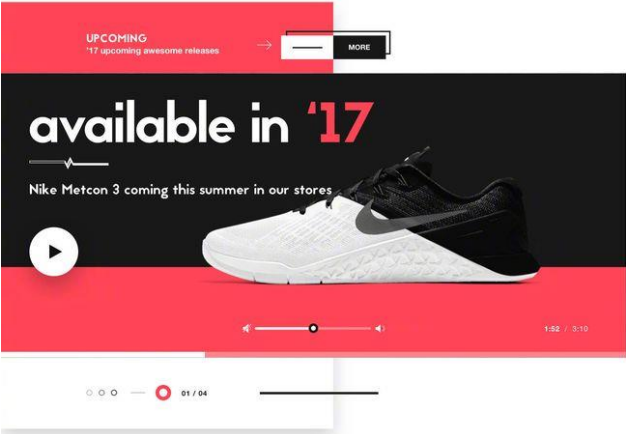 UPCOMING
'17 upcoming awesome releases
MORE
available in ‘17
Nike Metcon 3 coming this summer in our stores
1:52 / 3:10
01 / 04